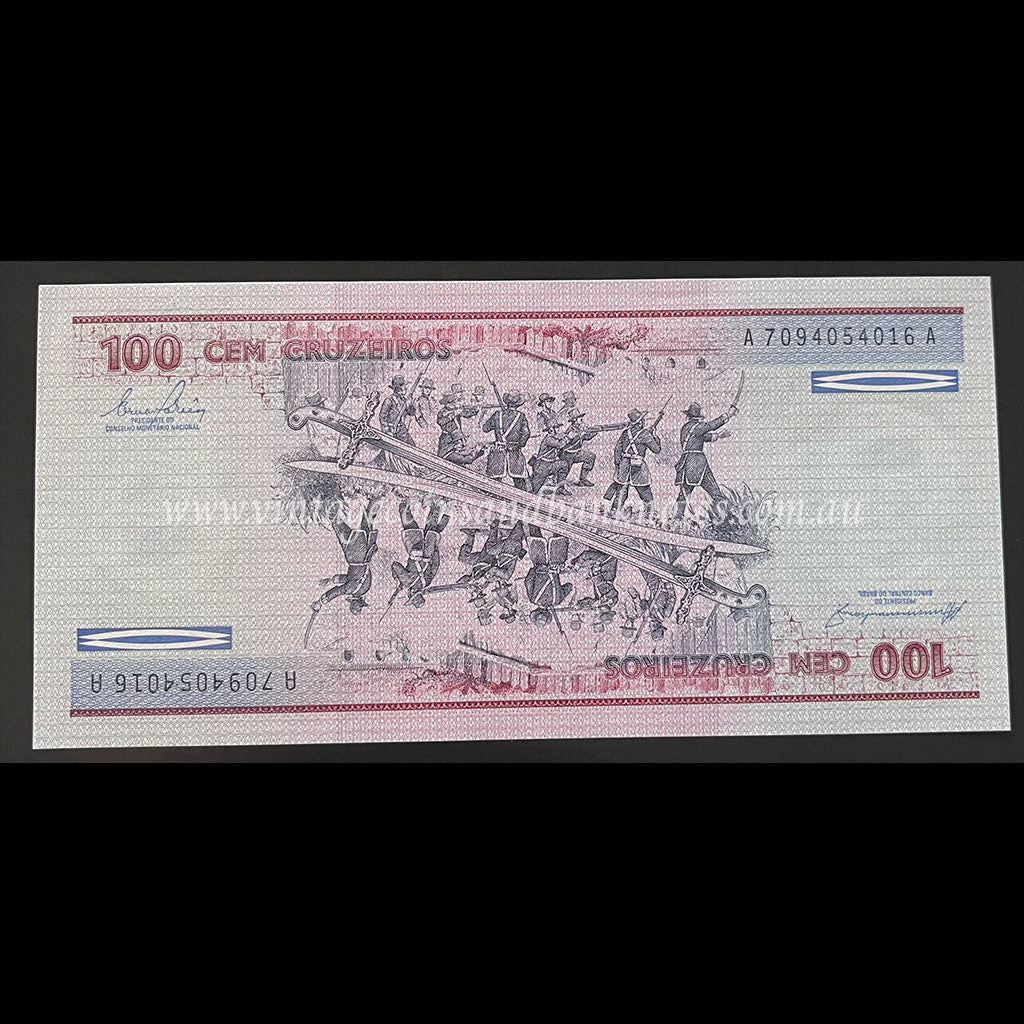 100 CEM CRUZEIROS
A 7094054016 A
PRESIDENTE DO
CONSELHO MONETÁRIO NACIONAL
www.vintagecoinsandbanknotes.com.au
PRESIDENTE DO
BANCO CENTRAL DO BRASIL
100 CEM CRUZEIROS
A 7094054016 A